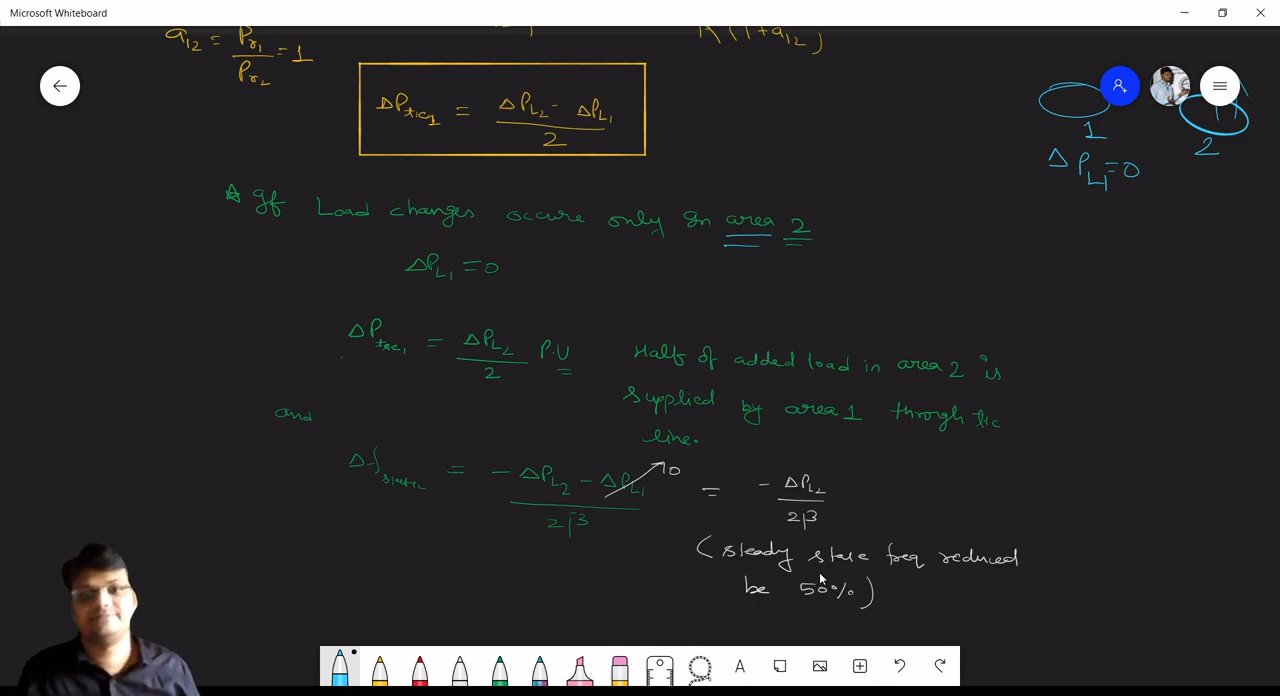 Microsoft Whiteboard
a₁₂ = Pr₁/Pr₂ = 1
(1+a₁₂)
ΔPtie₁ = (ΔPL₂ - ΔPL₁)/2
1
2
ΔPL₁ = 0
☆ If Load changes occure only In area 2
ΔPL₁ = 0
ΔPtie₁ = ΔPL₂/2 P.U
Half of added load in area 2 is
supplied by area 1 through tie
line.
and
Δfstatic = (-ΔPL₂ - ΔPL₁)/2β = -ΔPL₂/2β
0
(steady state freq reduced
be 50%)
A